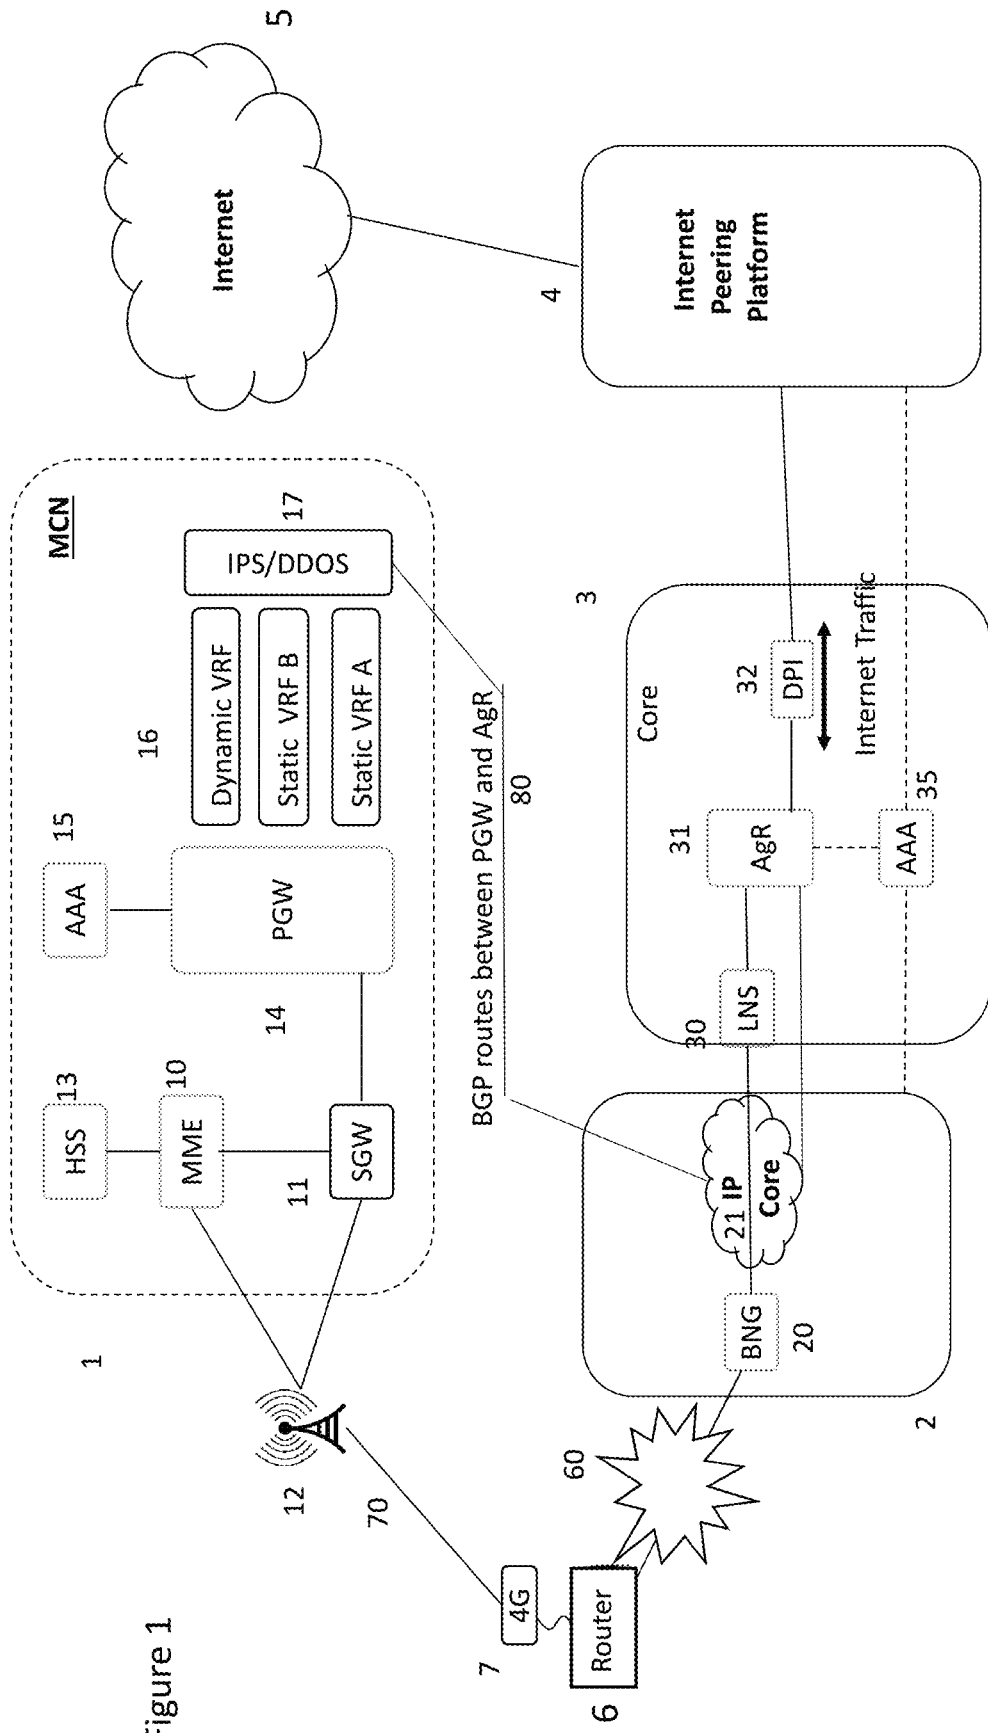 Figure 1
1
MCN
HSS
13
MME
10
SGW
11
AAA
15
PGW
14
16
Dynamic VRF
Static VRF B
Static VRF A
IPS/DDOS
17
Internet
5
12
70
4G
7
Router
6
60
BGP routes between PGW and AgR
80
2
BNG
20
21 IP
Core
3
Core
30
LNS
31
AgR
32
DPI
Internet Traffic
AAA
35
4
Internet
Peering
Platform